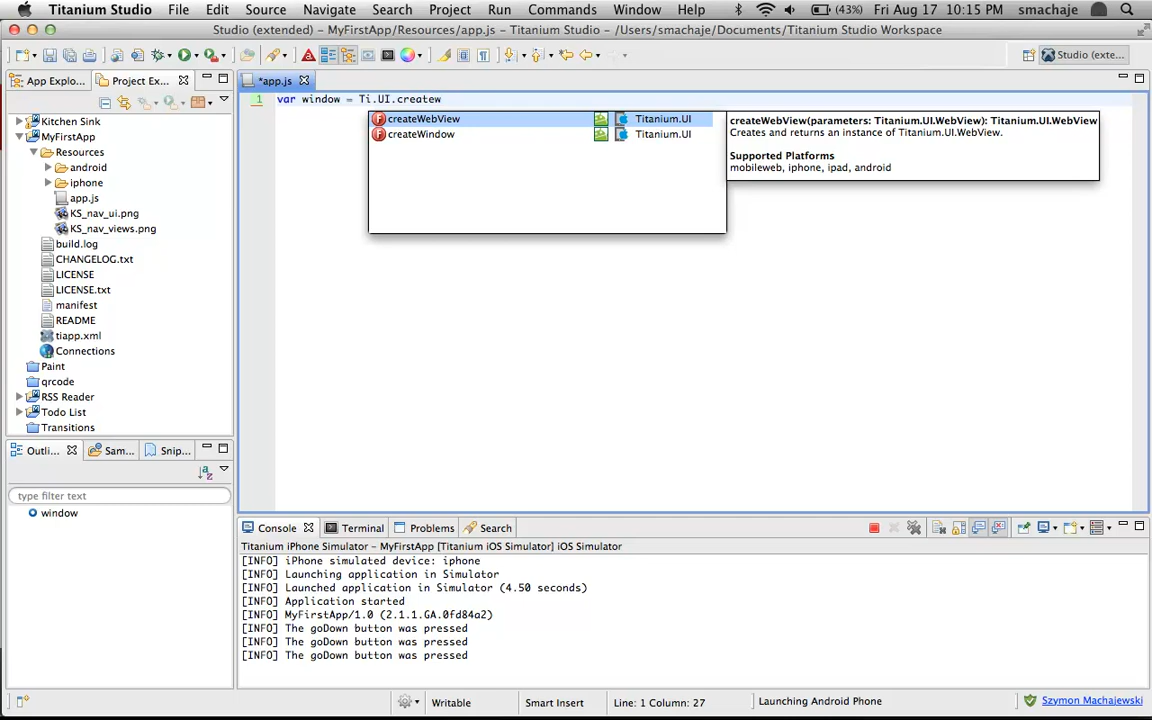 Titanium Studio File Edit Source Navigate Search Project Run Commands Window Help (43%) Fri Aug 17 10:15 PM smachaje
Studio (extended) - MyFirstApp/Resources/app.js - Titanium Studio - /Users/smachaje/Documents/Titanium Studio Workspace
Studio (exte...
App Explo... Project Ex... *app.js
1 var window = Ti.UI.createw
Kitchen Sink
MyFirstApp
Resources
android
iphone
app.js
KS_nav_ui.png
KS_nav_views.png
build.log
CHANGELOG.txt
LICENSE
LICENSE.txt
manifest
README
tiapp.xml
Connections
Paint
qrcode
RSS Reader
Todo List
Transitions
createWebView Titanium.UI
createWindow Titanium.UI
createWebView(parameters: Titanium.UI.WebView): Titanium.UI.WebView
Creates and returns an instance of Titanium.UI.WebView.
Supported Platforms
mobileweb, iphone, ipad, android
Outli... Sam... Snip...
type filter text
window
Console Terminal Problems Search
Titanium iPhone Simulator - MyFirstApp [Titanium iOS Simulator] iOS Simulator
[INFO] iPhone simulated device: iphone
[INFO] Launching application in Simulator
[INFO] Launched application in Simulator (4.50 seconds)
[INFO] Application started
[INFO] MyFirstApp/1.0 (2.1.1.GA.0fd84a2)
[INFO] The goDown button was pressed
[INFO] The goDown button was pressed
[INFO] The goDown button was pressed
Writable Smart Insert Line: 1 Column: 27 Launching Android Phone Szymon Machajewski